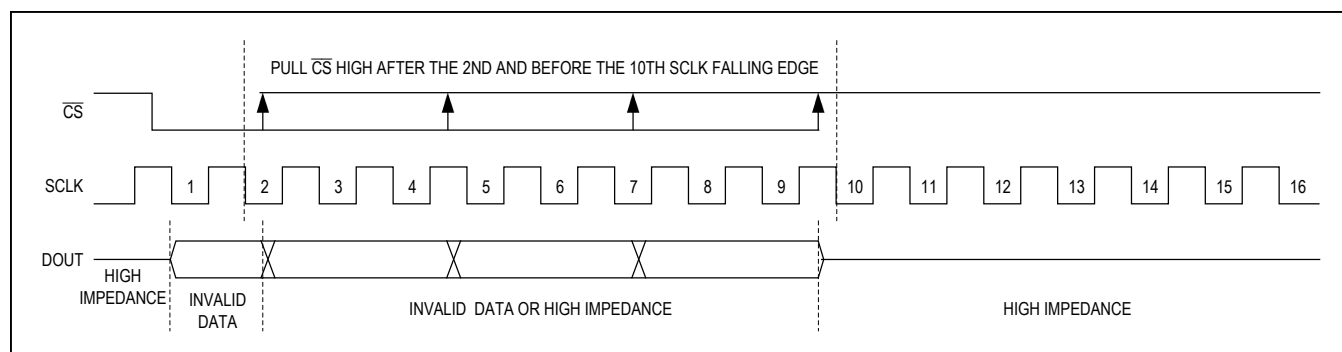 PULL CS HIGH AFTER THE 2ND AND BEFORE THE 10TH SCLK FALLING EDGE
CS
SCLK 1 2 3 4 5 6 7 8 9 10 11 12 13 14 15 16
DOUT
HIGH
IMPEDANCE
INVALID
DATA
INVALID DATA OR HIGH IMPEDANCE
HIGH IMPEDANCE